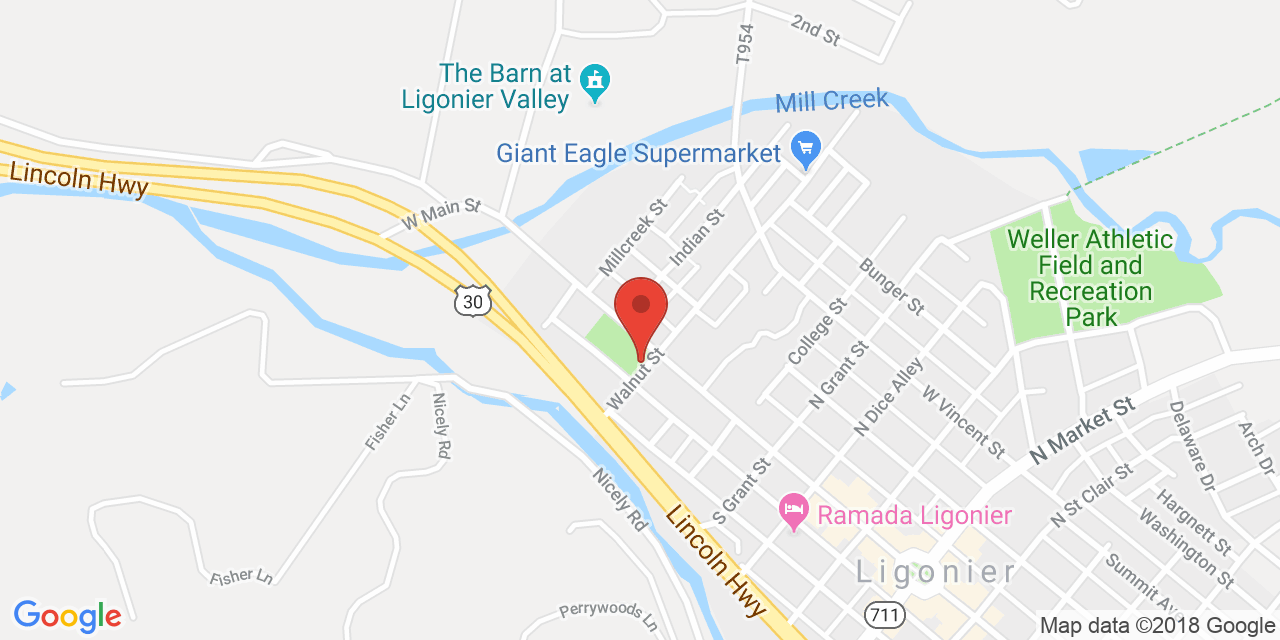 2nd St
T954
The Barn at
Ligonier Valley
Mill Creek
Giant Eagle Supermarket
Lincoln Hwy
W Main St
Millcreek St
Indian St
Weller Athletic
Field and
Recreation
Park
Bunger St
30
College St
Walnut St
N Grant St
N Dice Alley
W Vincent St
N Market St
Fisher Ln
Nicely Rd
Delaware Dr
Arch Dr
S Grant St
Nicely Rd
N St Clair St
Hargnett St
Washington St
Ramada Ligonier
Lincoln Hwy
Fisher Ln
Ligonier
Summit Ave
Perrywoods Ln
711
Google
Map data ©2018 Google